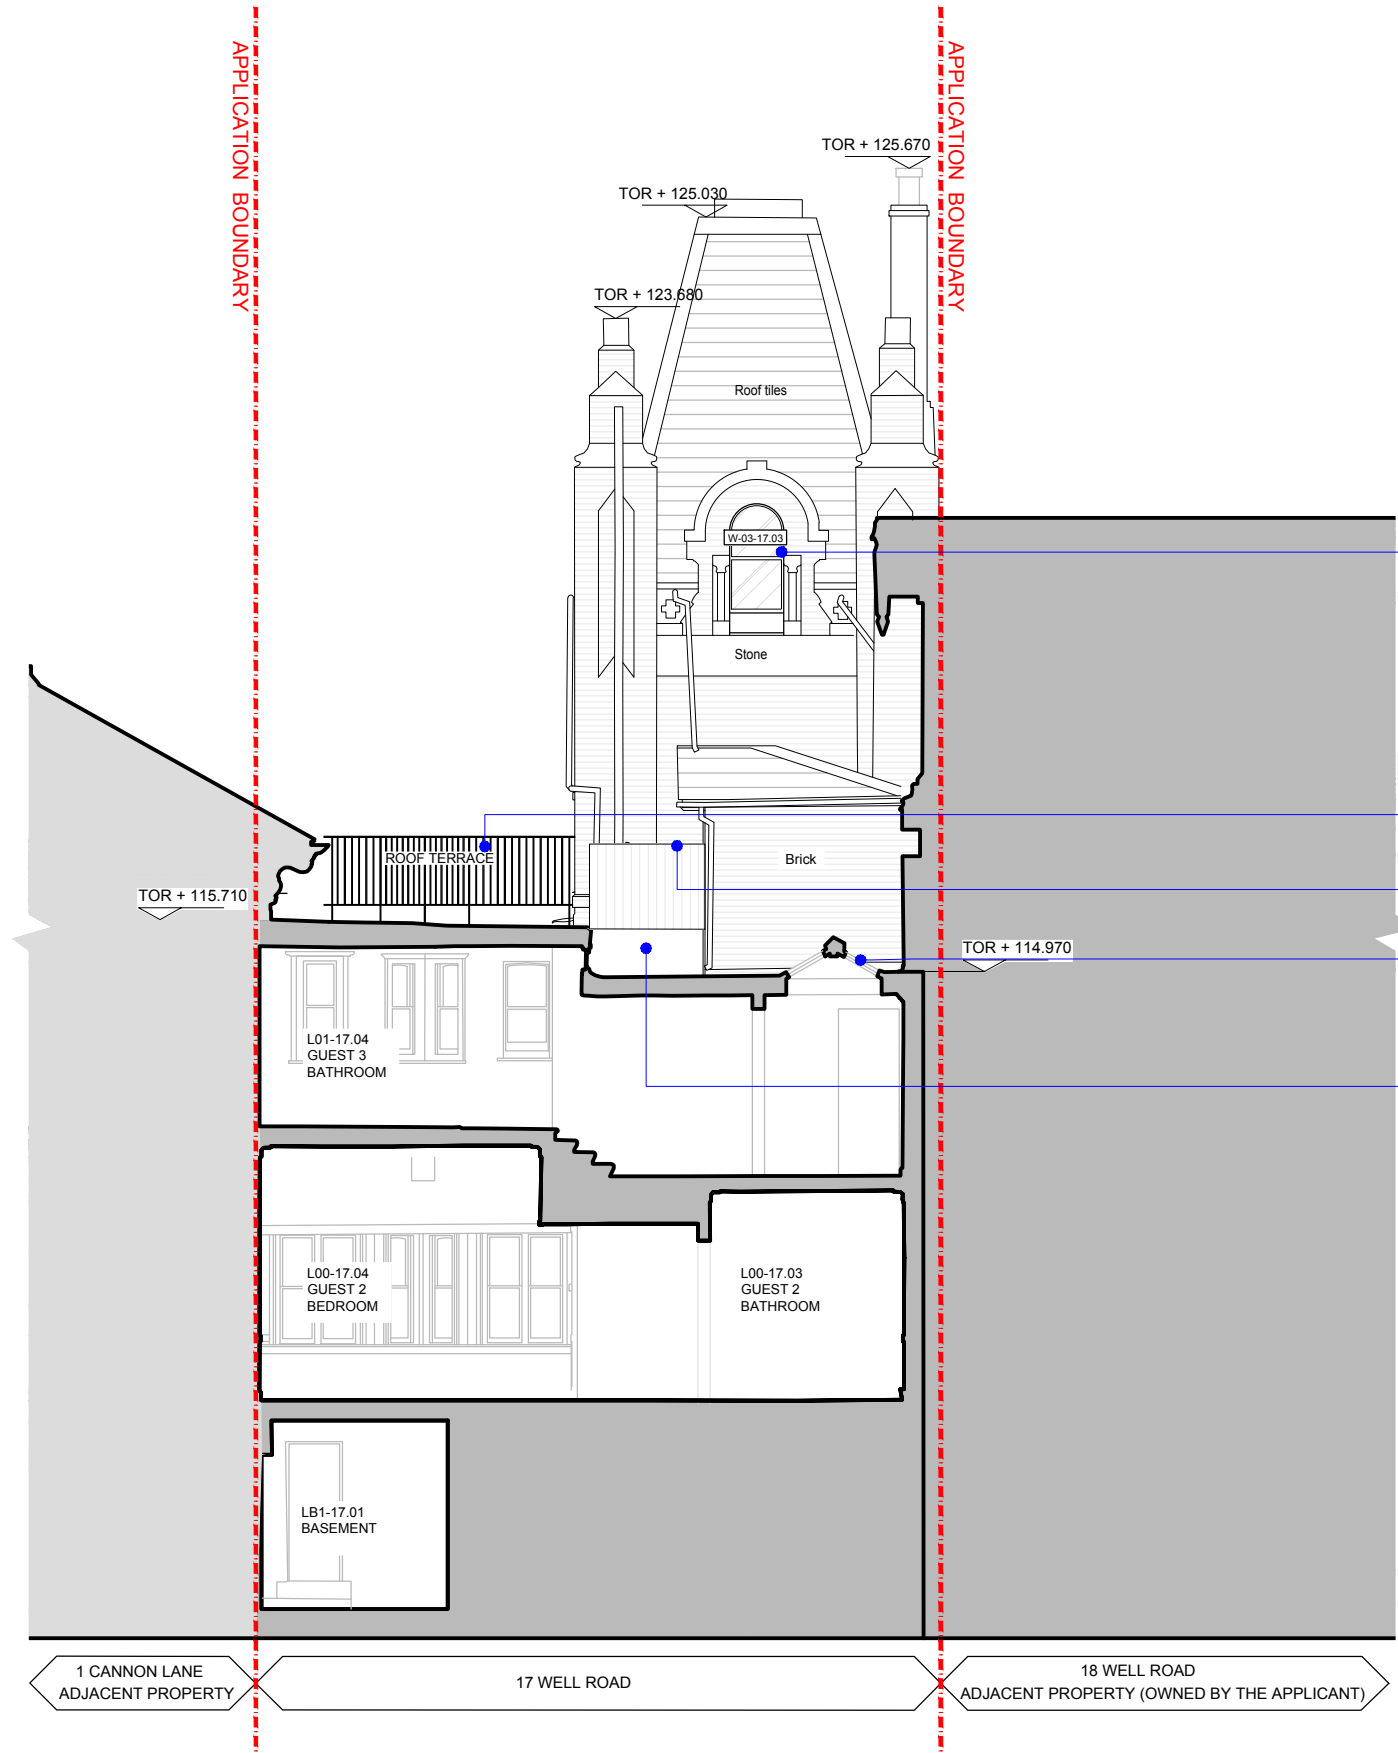 APPLICATION BOUNDARY
APPLICATION BOUNDARY
TOR + 125.670
TOR + 125.030
TOR + 123.680
Roof tiles
W-03-17.03
Stone
ROOF TERRACE
Brick
TOR + 115.710
TOR + 114.970
L01-17.04
GUEST 3
BATHROOM
L00-17.04
GUEST 2
BEDROOM
L00-17.03
GUEST 2
BATHROOM
LB1-17.01
BASEMENT
1 CANNON LANE
ADJACENT PROPERTY
17 WELL ROAD
18 WELL ROAD
ADJACENT PROPERTY (OWNED BY THE APPLICANT)